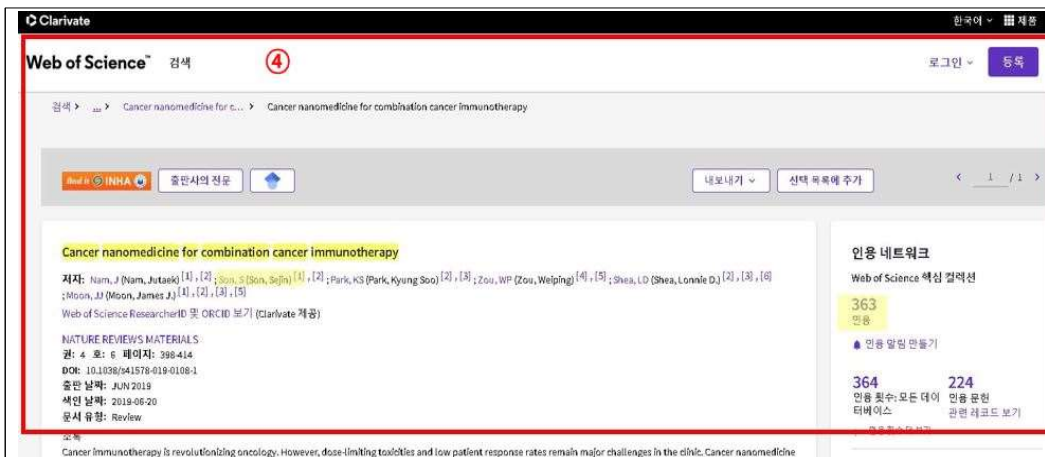 Clarivate
한국어
제품
Web of Science™ 검색
④
로그인
등록
검색 > ... > Cancer nanomedicine for c... > Cancer nanomedicine for combination cancer immunotherapy
Find it @ INHA
출판사의 전문
내보내기
선택 목록에 추가
< 1 / 1 >
Cancer nanomedicine for combination cancer immunotherapy
저자: Nam, J (Nam, Jutaek) [1] , [2] ; Son, S (Son, Sejin) [1] , [2] ; Park, KS (Park, Kyung Soo) [2] , [3] ; Zou, WP (Zou, Weiping) [4] , [5] ; Shea, LD (Shea, Lonnie D.) [2] , [3] , [6]
; Moon, JJ (Moon, James J.) [1] , [2] , [3] , [5]
Web of Science ResearcherID 및 ORCID 보기 (Clarivate 제공)
NATURE REVIEWS MATERIALS
권: 4 호: 6 페이지: 398-414
DOI: 10.1038/s41578-019-0108-1
출판 날짜: JUN 2019
색인 날짜: 2019-06-20
문서 유형: Review
초록
Cancer immunotherapy is revolutionizing oncology. However, dose-limiting toxicities and low patient response rates remain major challenges in the clinic. Cancer nanomedicine
인용 네트워크
Web of Science 핵심 컬렉션
363
인용
인용 알림 만들기
364
인용 횟수: 모든 데이
터베이스
224
인용 문헌
관련 레코드 보기